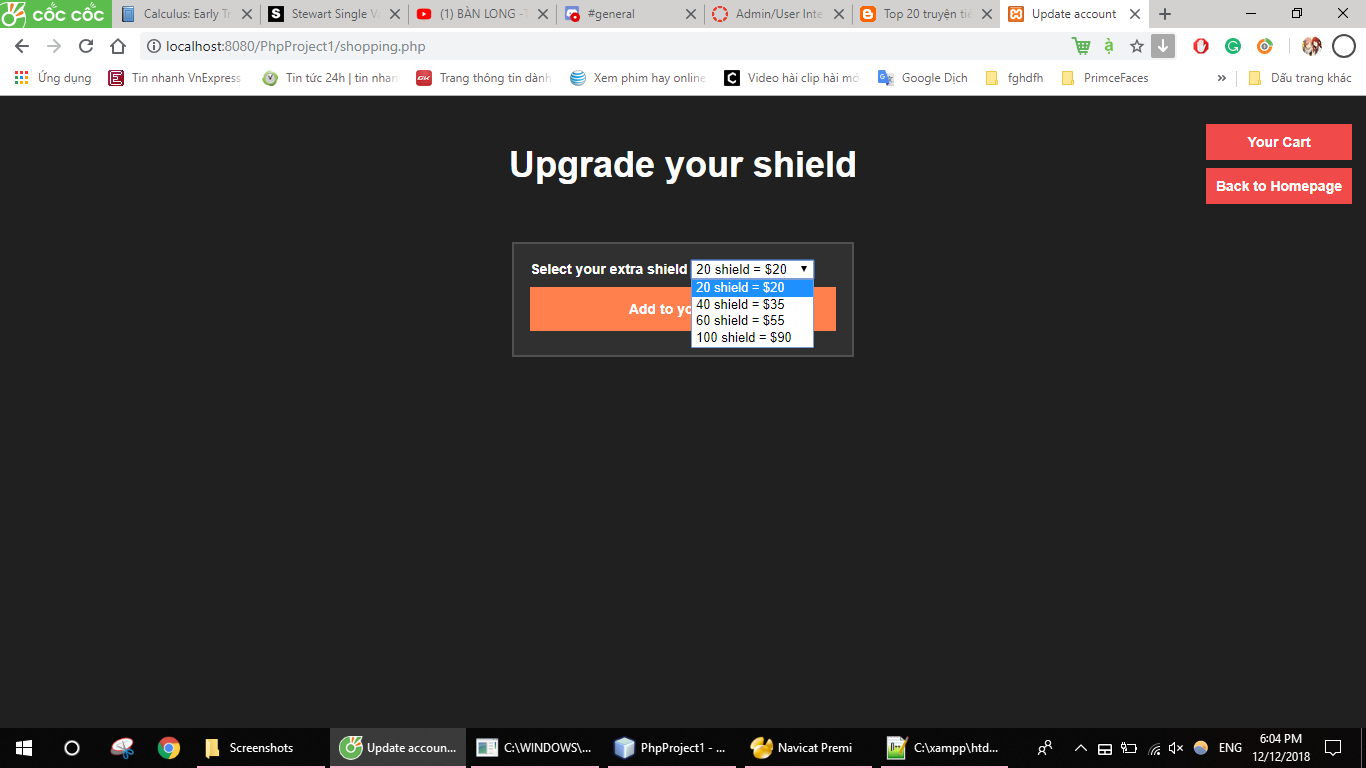 cốc cốc
Calculus: Early Tr
Stewart Single V
(1) BÀN LONG -T
#general
Admin/User Inte
Top 20 truyện tiê
Update account
localhost:8080/PhpProject1/shopping.php
Ứng dụng
Tin nhanh VnExpress
Tin tức 24h | tin nhan
Trang thông tin dành
Xem phim hay online
Video hài clip hài mớ
Google Dịch
fghdfh
PrimceFaces
»
Dấu trang khác
Your Cart
Upgrade your shield
Back to Homepage
Select your extra shield 20 shield = $20
20 shield = $20
40 shield = $35
60 shield = $55
100 shield = $90
Add to yo
Screenshots
Update accoun...
C:\WINDOWS\...
PhpProject1 - ...
Navicat Premi
C:\xampp\htd...
ENG
6:04 PM
12/12/2018